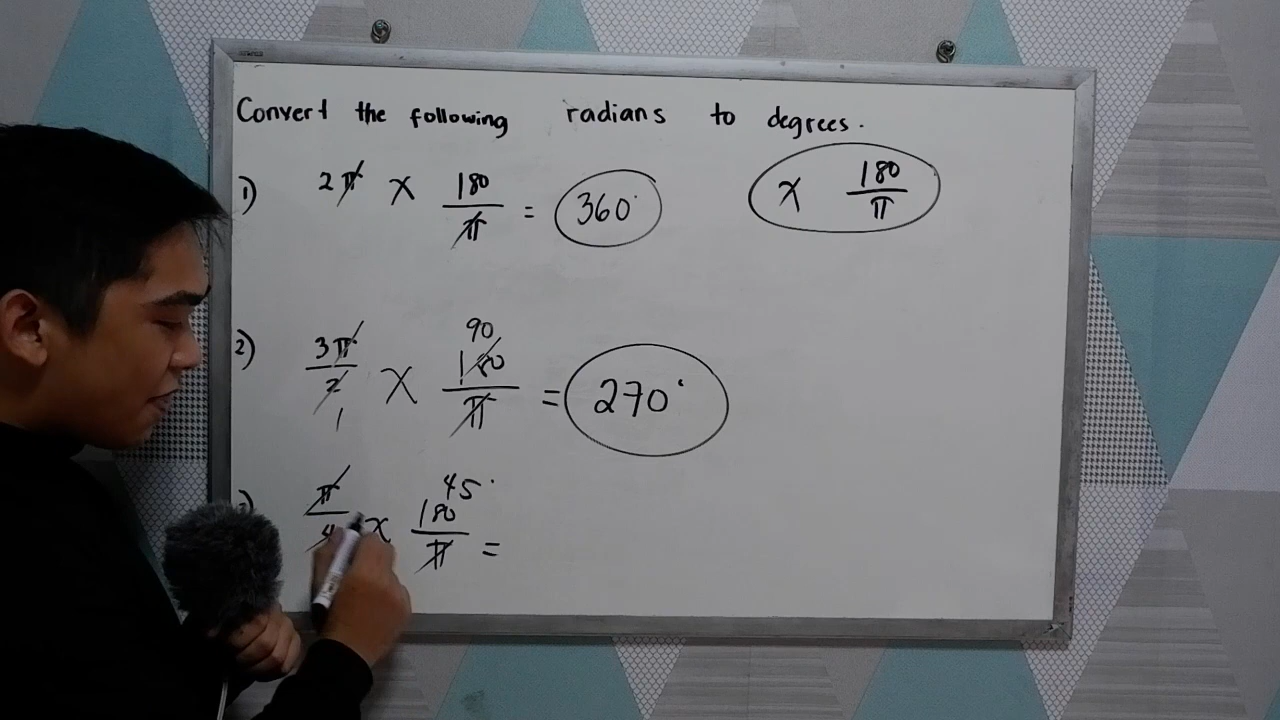 Convert the following radians to degrees.
1) 2π x 180/π = 360°
x 180/π
2) 3π/2 x 180/π = 270°
90
1
45°
π/4 x 180/π =